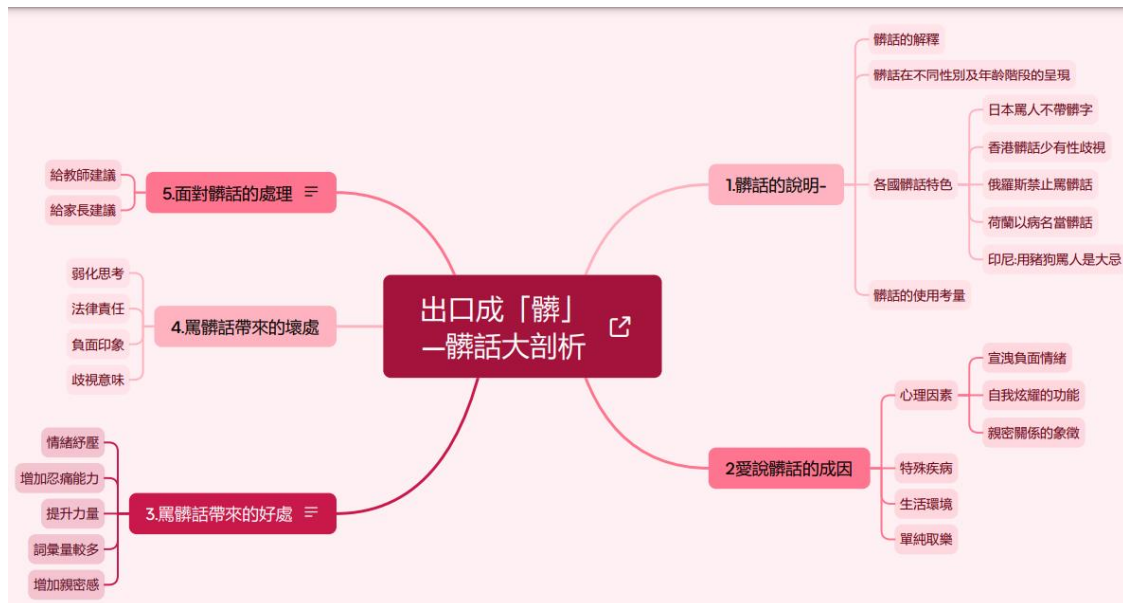 出口成「髒」
—髒話大剖析
1.髒話的說明-
髒話的解釋
髒話在不同性別及年齡階段的呈現
各國髒話特色
日本罵人不帶髒字
香港髒話少有性歧視
俄羅斯禁止罵髒話
荷蘭以病名當髒話
印尼:用豬狗罵人是大忌
髒話的使用考量
2愛說髒話的成因
心理因素
宣洩負面情緒
自我炫耀的功能
親密關係的象徵
特殊疾病
生活環境
單純取樂
3.罵髒話帶來的好處
情緒紓壓
增加忍痛能力
提升力量
詞彙量較多
增加親密感
4.罵髒話帶來的壞處
弱化思考
法律責任
負面印象
歧視意味
5.面對髒話的處理
給教師建議
給家長建議